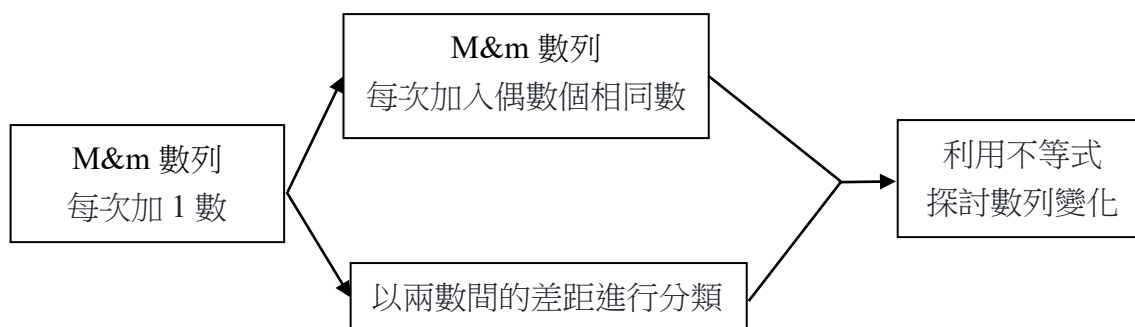 M&m 數列
每次加 1 數
M&m 數列
每次加入偶數個相同數
以兩數間的差距進行分類
利用不等式
探討數列變化